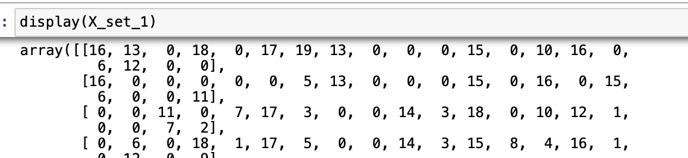 : display(X_set_1)
array([[16, 13, 0, 18, 0, 17, 19, 13, 0, 0, 0, 15, 0, 10, 16, 0,
6, 12, 0, 0],
[16, 0, 0, 0, 0, 0, 5, 13, 0, 0, 0, 15, 0, 16, 0, 15,
6, 0, 0, 11],
[ 0, 0, 11, 0, 7, 17, 3, 0, 0, 14, 3, 18, 0, 10, 12, 1,
0, 0, 7, 2],
[ 0, 6, 0, 18, 1, 17, 5, 0, 0, 14, 3, 15, 8, 4, 16, 1,